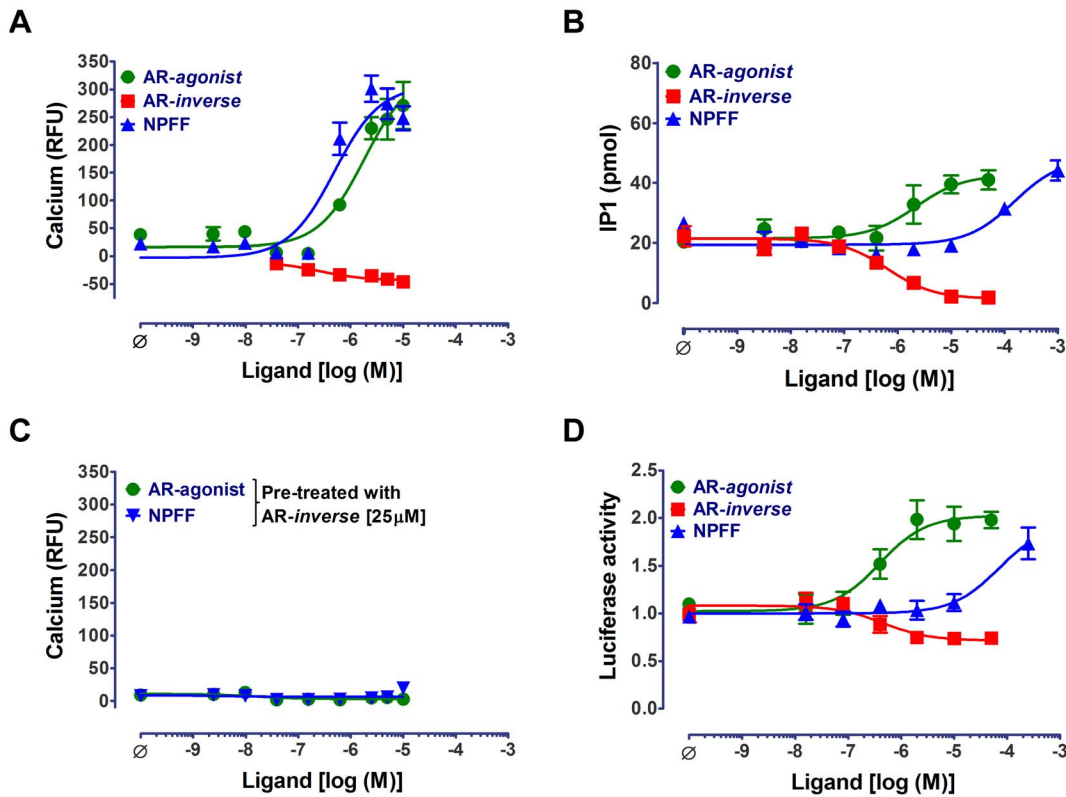 A
350
300
250
200
150
100
50
0
-50
Calcium (RFU)
AR-agonist
AR-inverse
NPFF
∅ -9 -8 -7 -6 -5 -4 -3
Ligand [log (M)]
B
80
60
40
20
0
IP1 (pmol)
AR-agonist
AR-inverse
NPFF
∅ -9 -8 -7 -6 -5 -4 -3
Ligand [log (M)]
C
350
300
250
200
150
100
50
0
Calcium (RFU)
AR-agonist
NPFF
Pre-treated with
AR-inverse [25µM]
∅ -9 -8 -7 -6 -5 -4 -3
Ligand [log (M)]
D
2.5
2.0
1.5
1.0
0.5
0.0
Luciferase activity
AR-agonist
AR-inverse
NPFF
∅ -9 -8 -7 -6 -5 -4 -3
Ligand [log (M)]